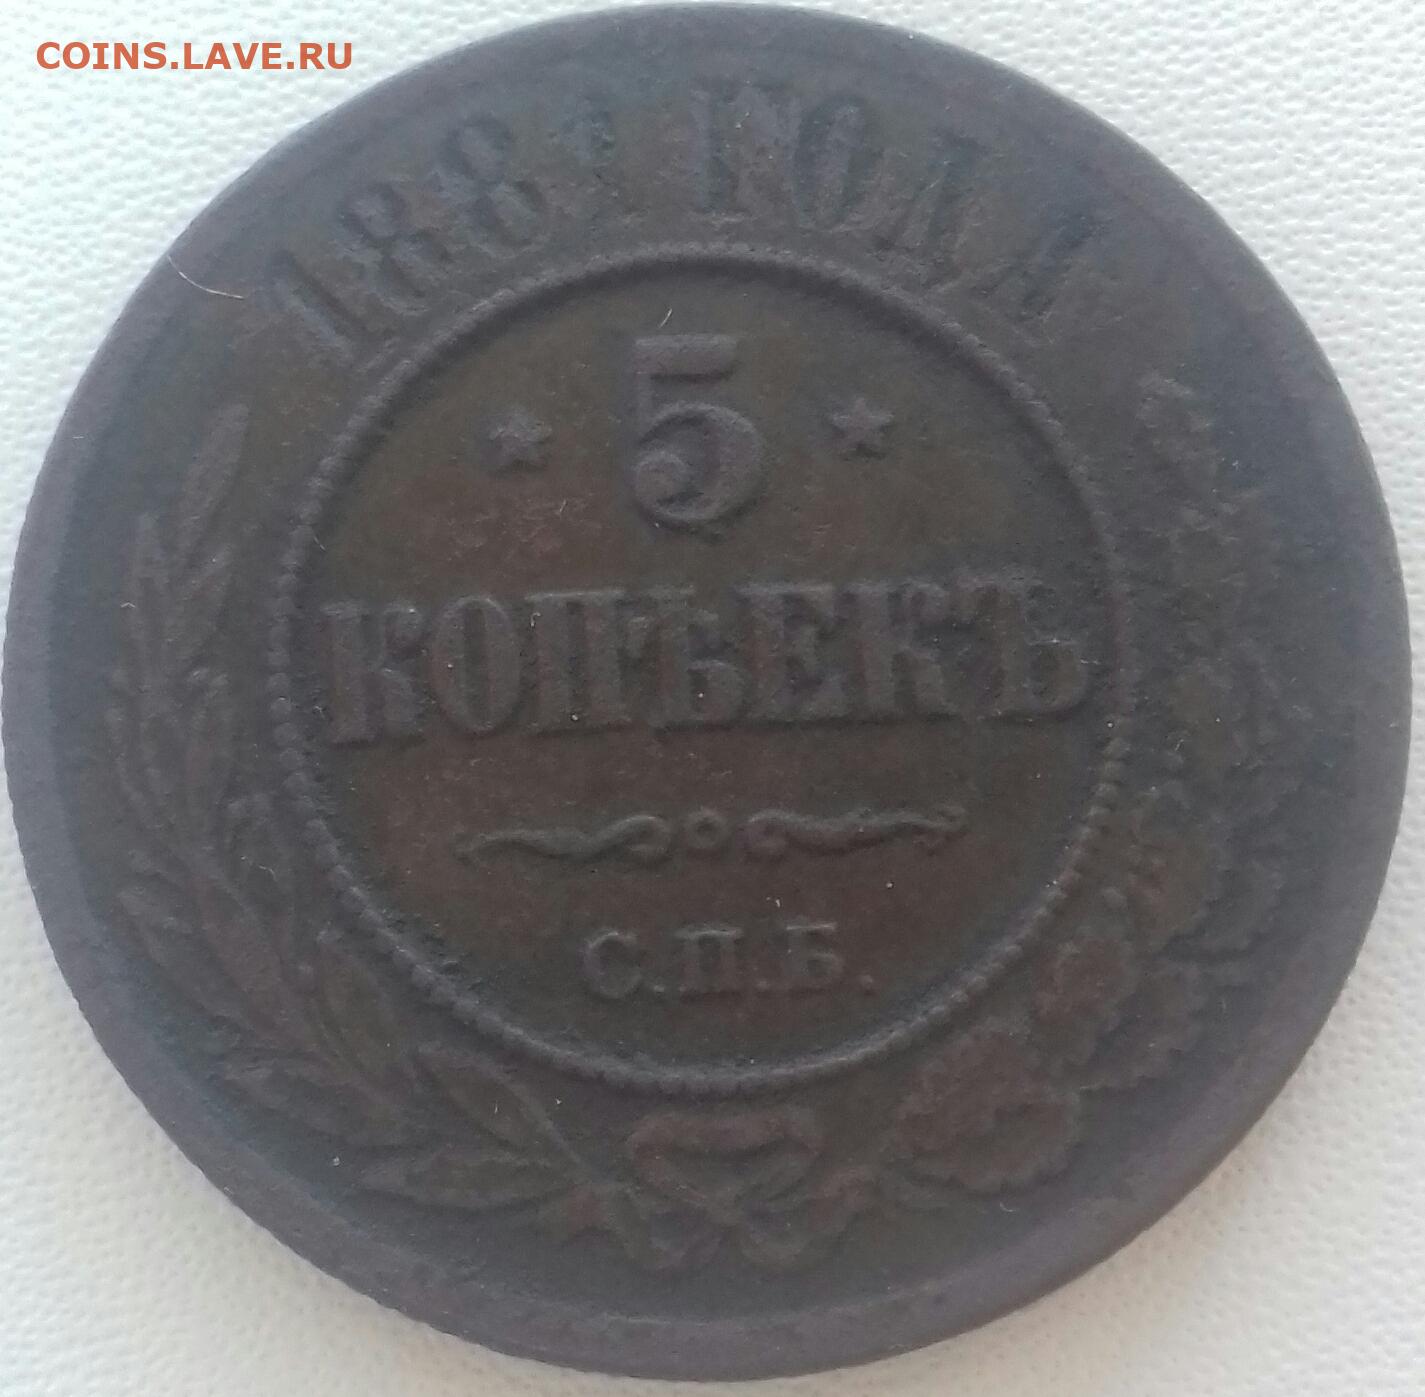 COINS.LAVE.RU
ГОДА
5
КОПѢЕКЪ
С.П.Б.